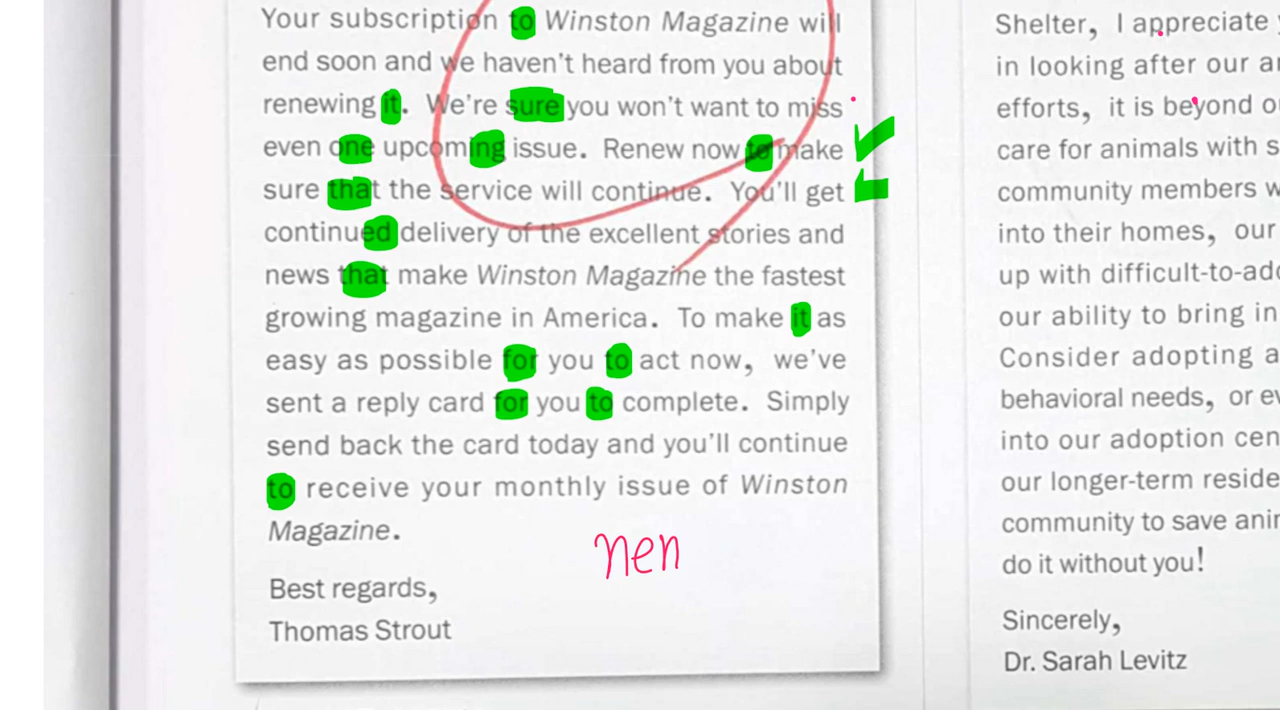 Your subscription to Winston Magazine will
end soon and we haven't heard from you about
renewing it. We're sure you won't want to miss
even one upcoming issue. Renew now to make
sure that the service will continue. You'll get
continued delivery of the excellent stories and
news that make Winston Magazine the fastest
growing magazine in America. To make it as
easy as possible for you to act now, we've
sent a reply card for you to complete. Simply
send back the card today and you'll continue
to receive your monthly issue of Winston
Magazine.
nen
Best regards,
Thomas Strout
Shelter, I appreciate
in looking after our
efforts, it is beyond
care for animals with
community members
into their homes, our
up with
our ability to bring in
Consider adopting a
behavioral needs, or
into our adoption
our longer-term
community to save
do it without you!
Sincerely,
Dr. Sarah Levitz